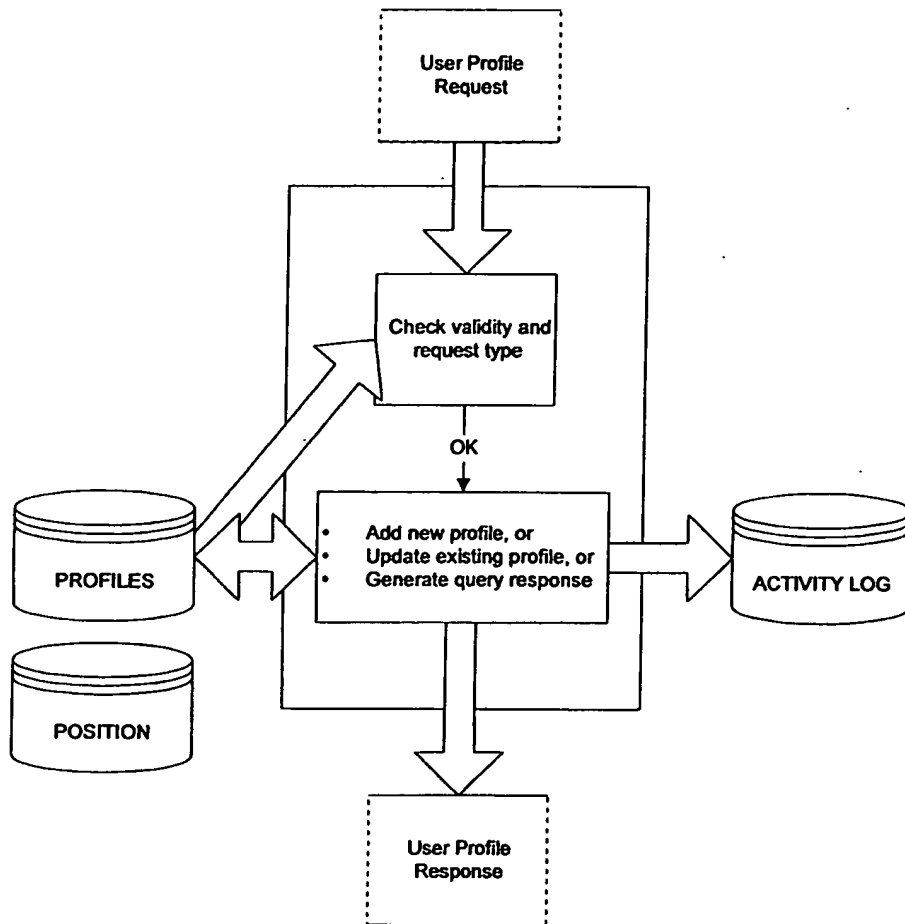 User Profile
Request
Check validity and
request type
OK
• Add new profile, or
• Update existing profile, or
• Generate query response
PROFILES
ACTIVITY LOG
POSITION
User Profile
Response